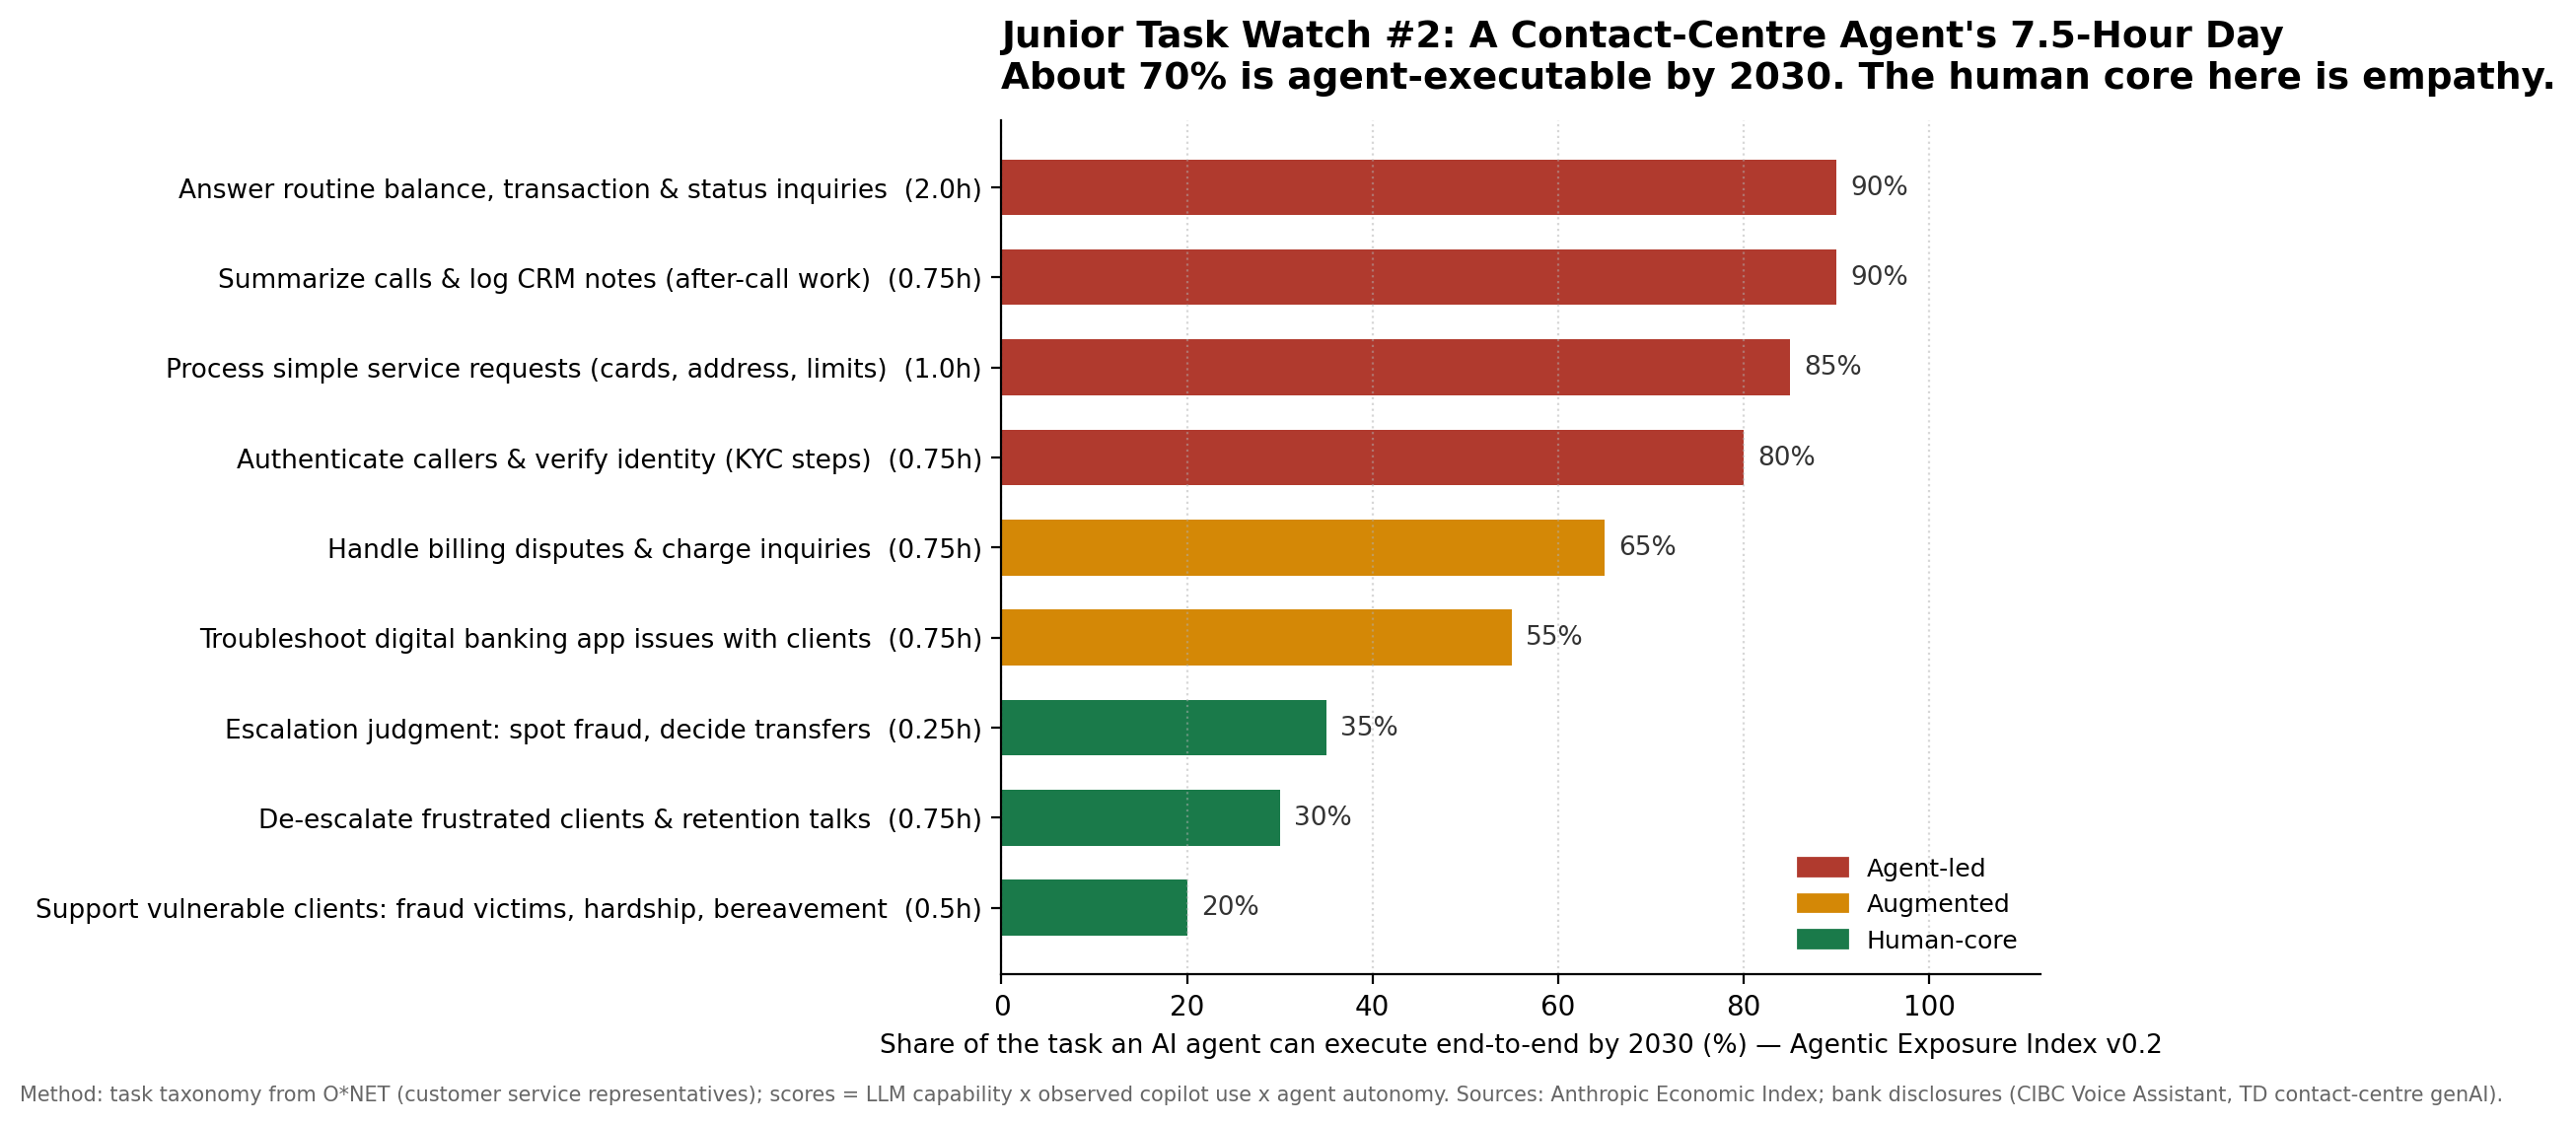 Junior Task Watch #2: A Contact-Centre Agent's 7.5-Hour Day
About 70% is agent-executable by 2030. The human core here is empathy.
Answer routine balance, transaction & status inquiries (2.0h)
90%
Summarize calls & log CRM notes (after-call work) (0.75h)
90%
Process simple service requests (cards, address, limits) (1.0h)
85%
Authenticate callers & verify identity (KYC steps) (0.75h)
80%
Handle billing disputes & charge inquiries (0.75h)
65%
Troubleshoot digital banking app issues with clients (0.75h)
55%
Escalation judgment: spot fraud, decide transfers (0.25h)
35%
De-escalate frustrated clients & retention talks (0.75h)
30%
Support vulnerable clients: fraud victims, hardship, bereavement (0.5h)
20%
Agent-led
Augmented
Human-core
0 20 40 60 80 100
Share of the task an AI agent can execute end-to-end by 2030 (%) — Agentic Exposure Index v0.2
Method: task taxonomy from O*NET (customer service representatives); scores = LLM capability x observed copilot use x agent autonomy. Sources: Anthropic Economic Index; bank disclosures (CIBC Voice Assistant, TD contact-centre genAI).